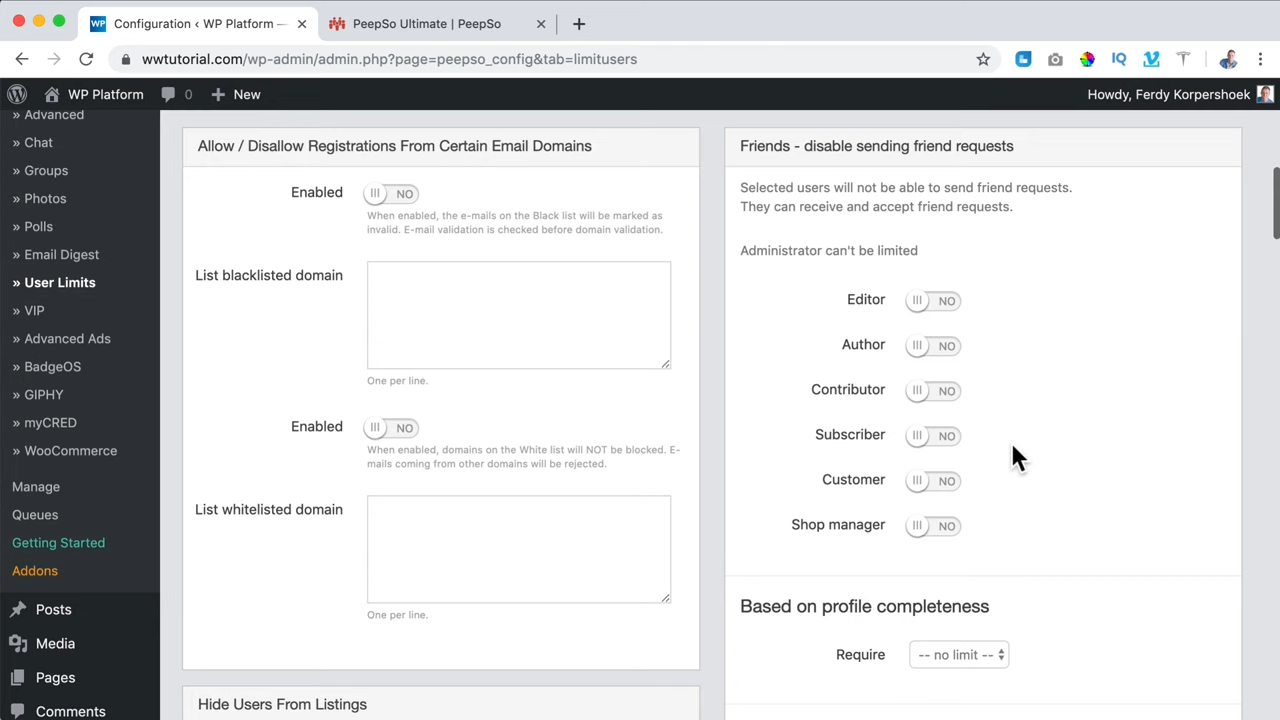 WP Configuration ‹ WP Platform —
PeepSo Ultimate | PeepSo
wwtutorial.com/wp-admin/admin.php?page=peepso_config&tab=limitusers
IQ
WP Platform
0
New
Howdy, Ferdy Korpershoek
» Advanced
» Chat
» Groups
» Photos
» Polls
» Email Digest
» User Limits
» VIP
» Advanced Ads
» BadgeOS
» GIPHY
» myCRED
» WooCommerce
Manage
Queues
Getting Started
Addons
Posts
Media
Pages
Comments
Allow / Disallow Registrations From Certain Email Domains
Enabled
NO
When enabled, the e-mails on the Black list will be marked as
invalid. E-mail validation is checked before domain validation.
List blacklisted domain
One per line.
Enabled
NO
When enabled, domains on the White list will NOT be blocked. E-
mails coming from other domains will be rejected.
List whitelisted domain
One per line.
Hide Users From Listings
Friends - disable sending friend requests
Selected users will not be able to send friend requests.
They can receive and accept friend requests.
Administrator can't be limited
Editor NO
Author NO
Contributor NO
Subscriber NO
Customer NO
Shop manager NO
Based on profile completeness
Require -- no limit --